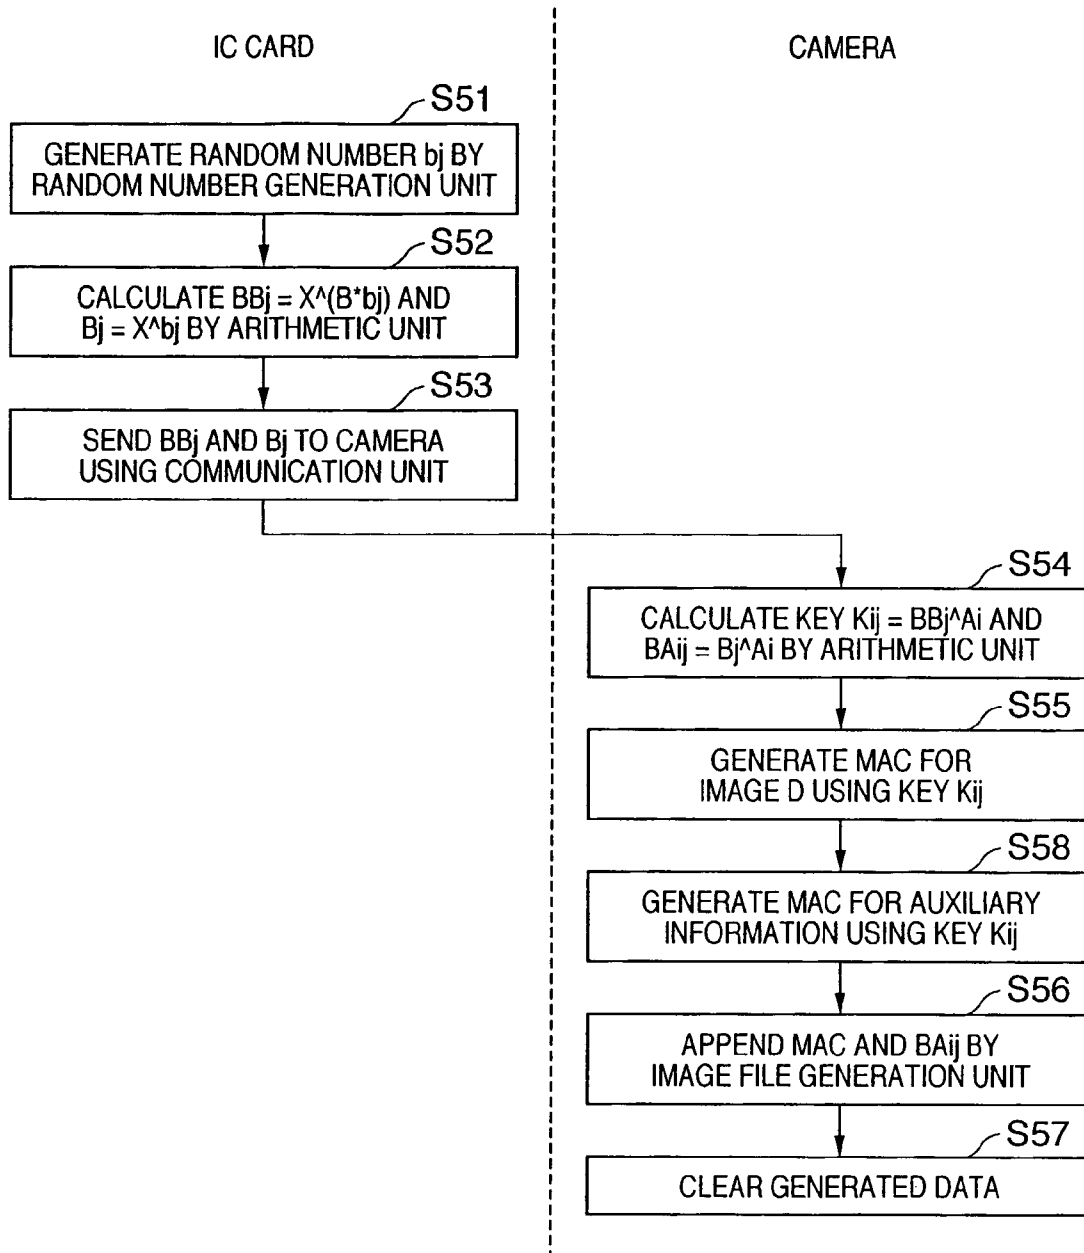 IC CARD
CAMERA
S51
GENERATE RANDOM NUMBER bj BY
RANDOM NUMBER GENERATION UNIT
S52
CALCULATE BBj = X^(B*bj) AND
Bj = X^bj BY ARITHMETIC UNIT
S53
SEND BBj AND Bj TO CAMERA
USING COMMUNICATION UNIT
S54
CALCULATE KEY Kij = BBj^Ai AND
BAij = Bj^Ai BY ARITHMETIC UNIT
S55
GENERATE MAC FOR
IMAGE D USING KEY Kij
S58
GENERATE MAC FOR AUXILIARY
INFORMATION USING KEY Kij
S56
APPEND MAC AND BAij BY
IMAGE FILE GENERATION UNIT
S57
CLEAR GENERATED DATA